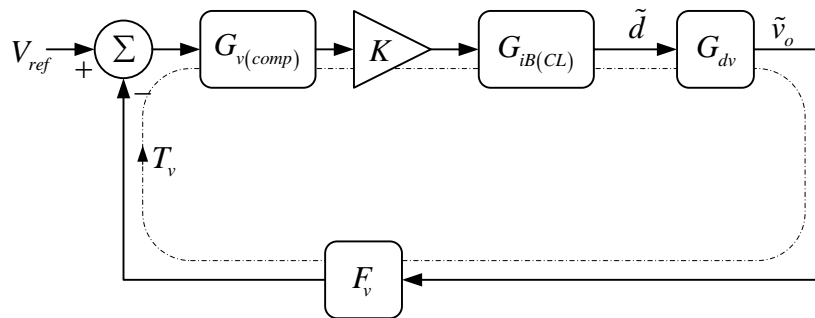 V_ref
+
−
Σ
G_v(comp)
K
G_iB(CL)
d̃
G_dv
ṽ_o
T_v
F_v